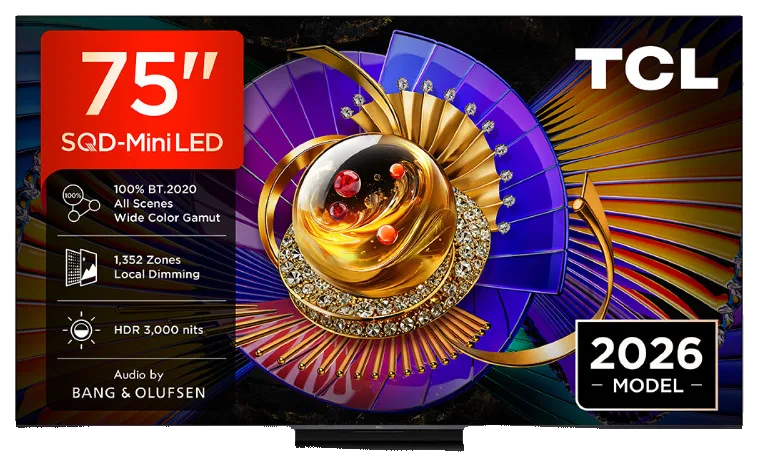 75"
SQD-Mini LED
100%
100% BT.2020
All Scenes
Wide Color Gamut
1,352 Zones
Local Dimming
HDR 3,000 nits
Audio by
BANG & OLUFSEN
TCL
2026
– MODEL –